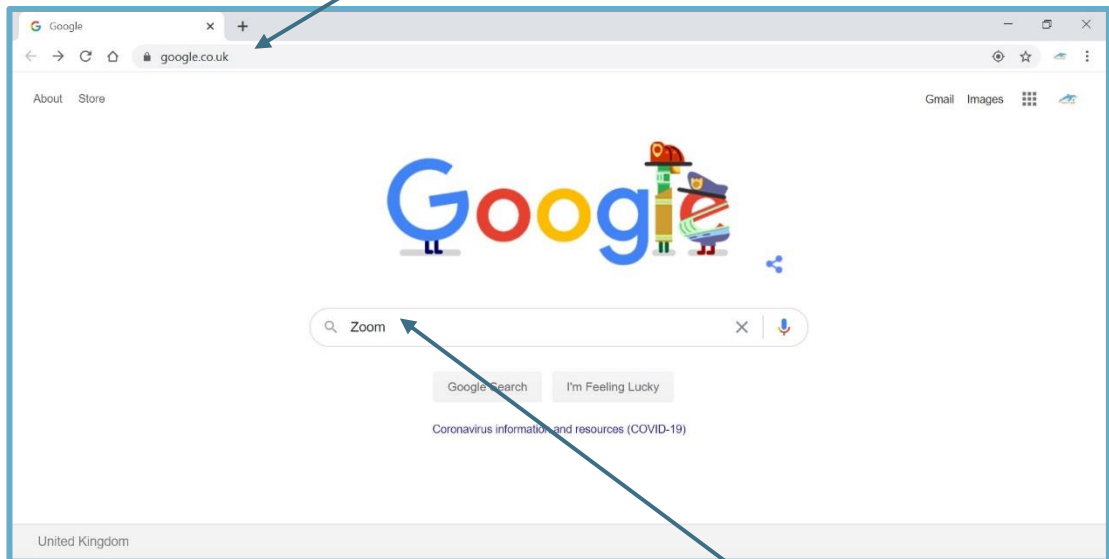 Google
google.co.uk
About Store
Gmail Images
Google
Zoom
Google Search I'm Feeling Lucky
Coronavirus information and resources (COVID-19)
United Kingdom